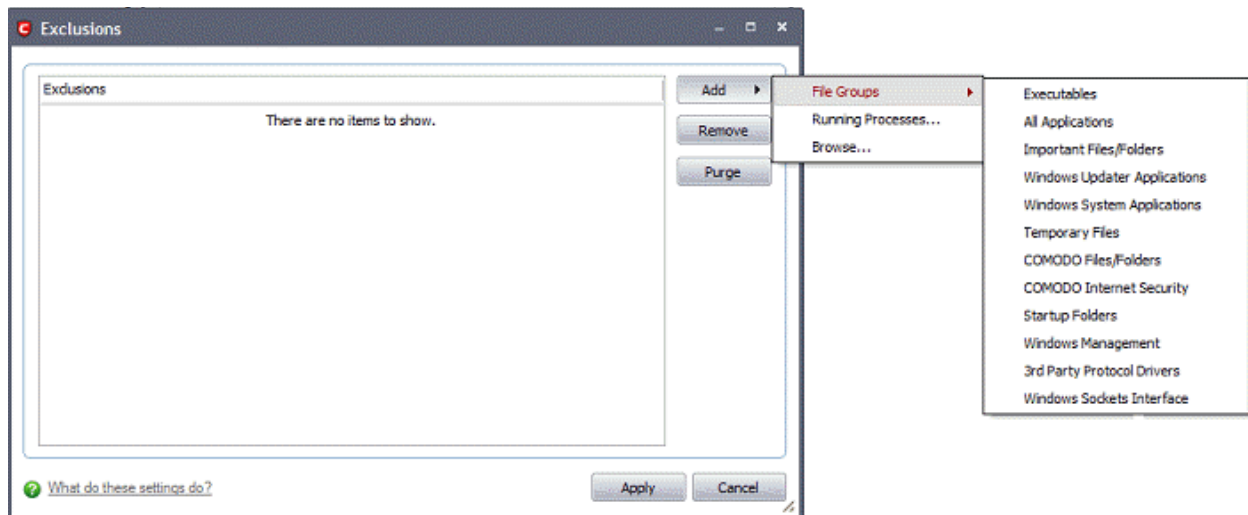 Exclusions
Exclusions
There are no items to show.
Add
Remove
Purge
File Groups
Running Processes...
Browse...
Executables
All Applications
Important Files/Folders
Windows Updater Applications
Windows System Applications
Temporary Files
COMODO Files/Folders
COMODO Internet Security
Startup Folders
Windows Management
3rd Party Protocol Drivers
Windows Sockets Interface
What do these settings do?
Apply
Cancel